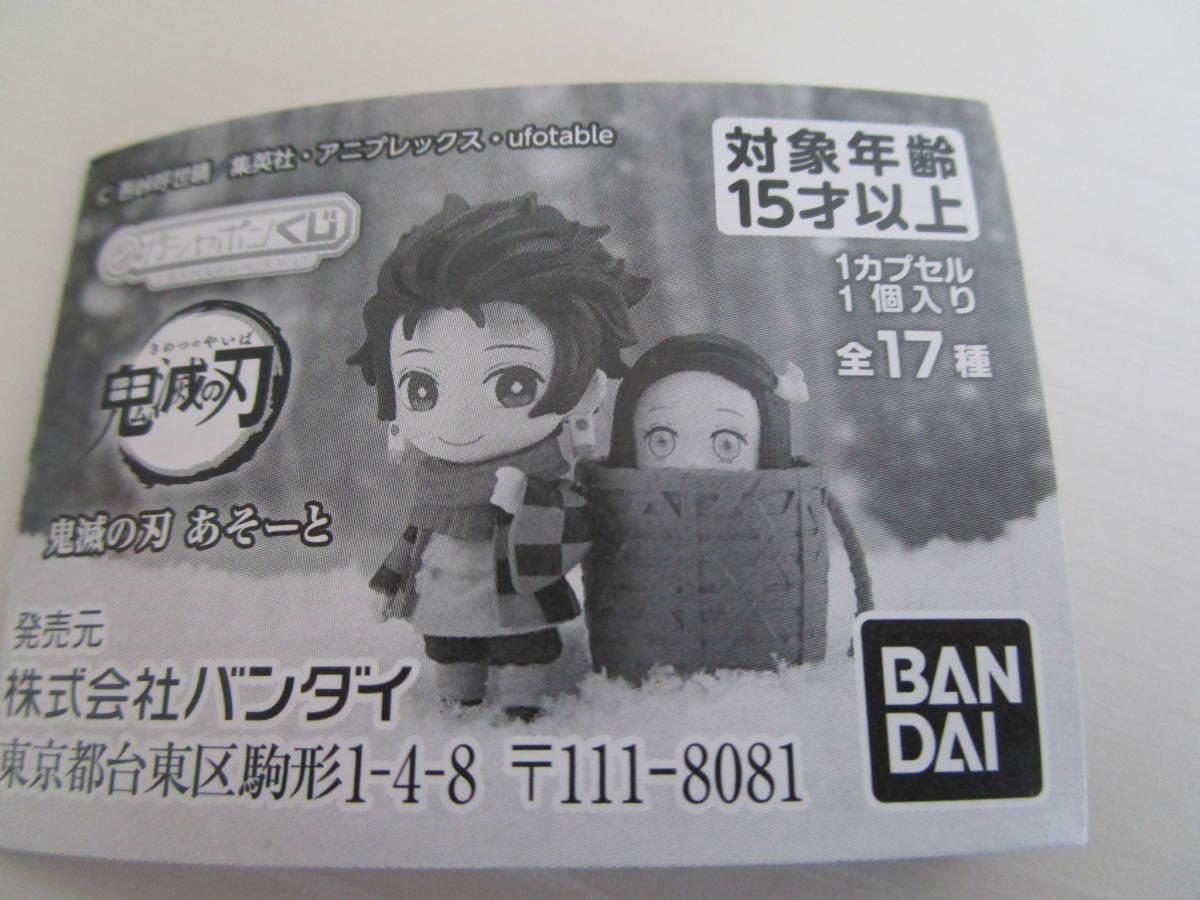 © 吾峠呼世晴／集英社・アニプレックス・ufotable
ガシャポンくじ
きめつのやいば
鬼滅の刃
鬼滅の刃 あそーと
対象年齢
15才以上
1カプセル
1個入り
全17種
発売元
株式会社バンダイ
東京都台東区駒形1-4-8 〒111-8081
BAN
DAI